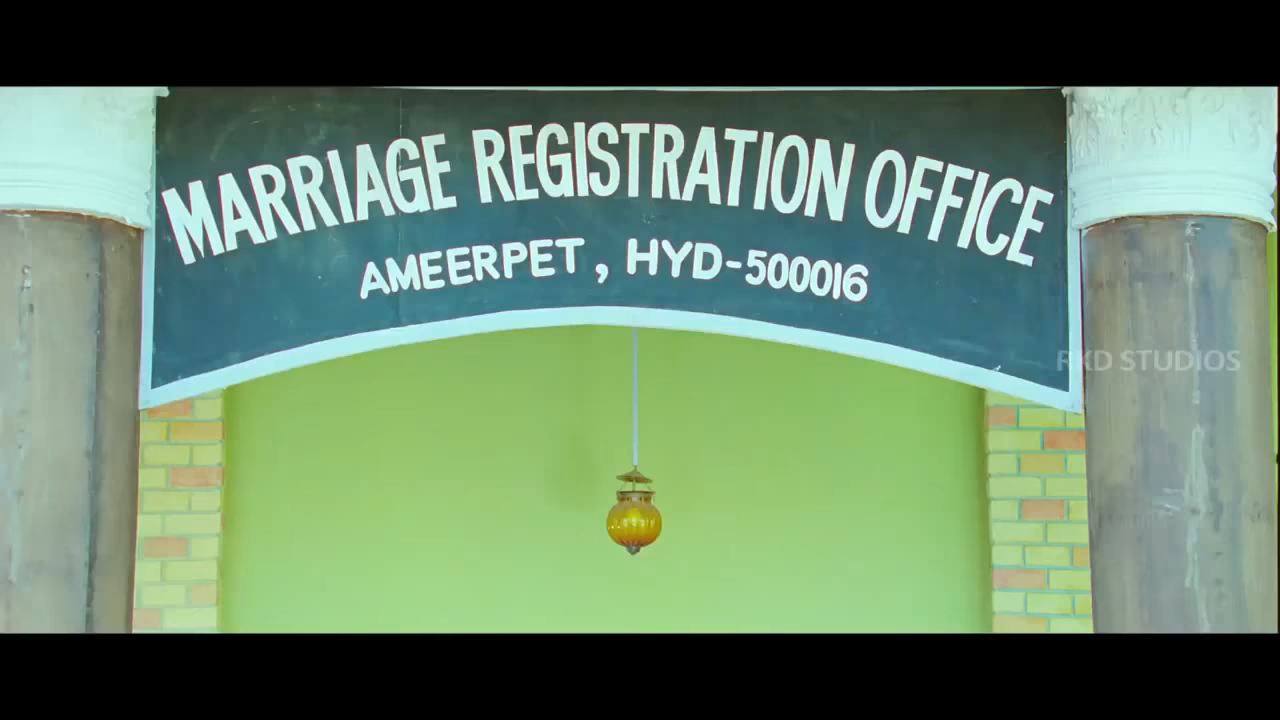 MARRIAGE REGISTRATION OFFICE
AMEERPET, HYD-500016
RKD STUDIOS